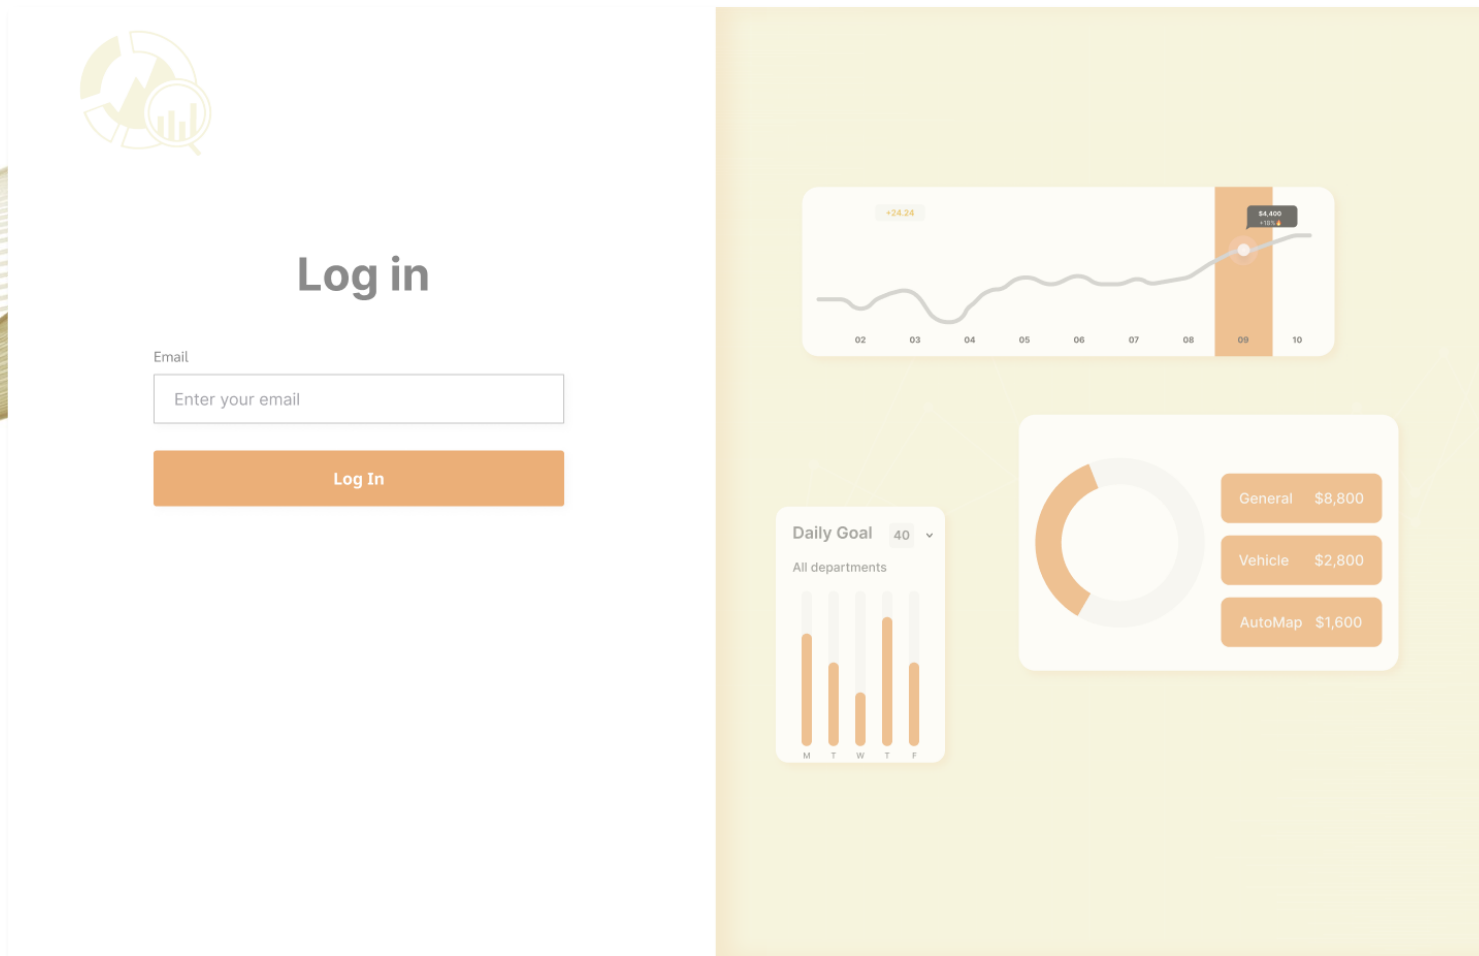 Log in
Email
Enter your email
Log In
+24.24
$4,400
+18%🔥
02 03 04 05 06 07 08 09 10
Daily Goal 40
All departments
M T W T F
General $8,800
Vehicle $2,800
AutoMap $1,600